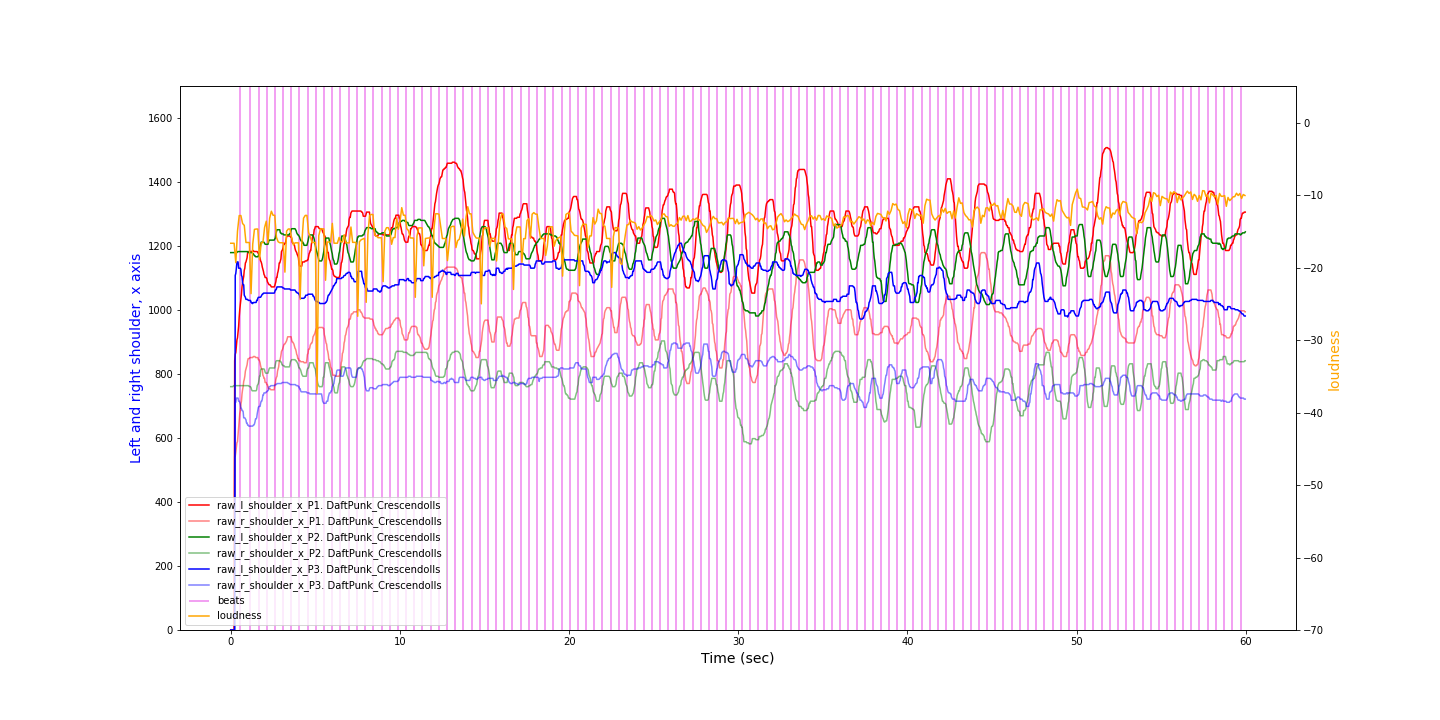 1600
1400
1200
1000
800
600
400
200
0
Left and right shoulder, x axis
0
−10
−20
−30
−40
−50
−60
−70
loudness
raw_l_shoulder_x_P1. DaftPunk_Crescendolls
raw_r_shoulder_x_P1. DaftPunk_Crescendolls
raw_l_shoulder_x_P2. DaftPunk_Crescendolls
raw_r_shoulder_x_P2. DaftPunk_Crescendolls
raw_l_shoulder_x_P3. DaftPunk_Crescendolls
raw_r_shoulder_x_P3. DaftPunk_Crescendolls
beats
loudness
0 10 20 30 40 50 60
Time (sec)